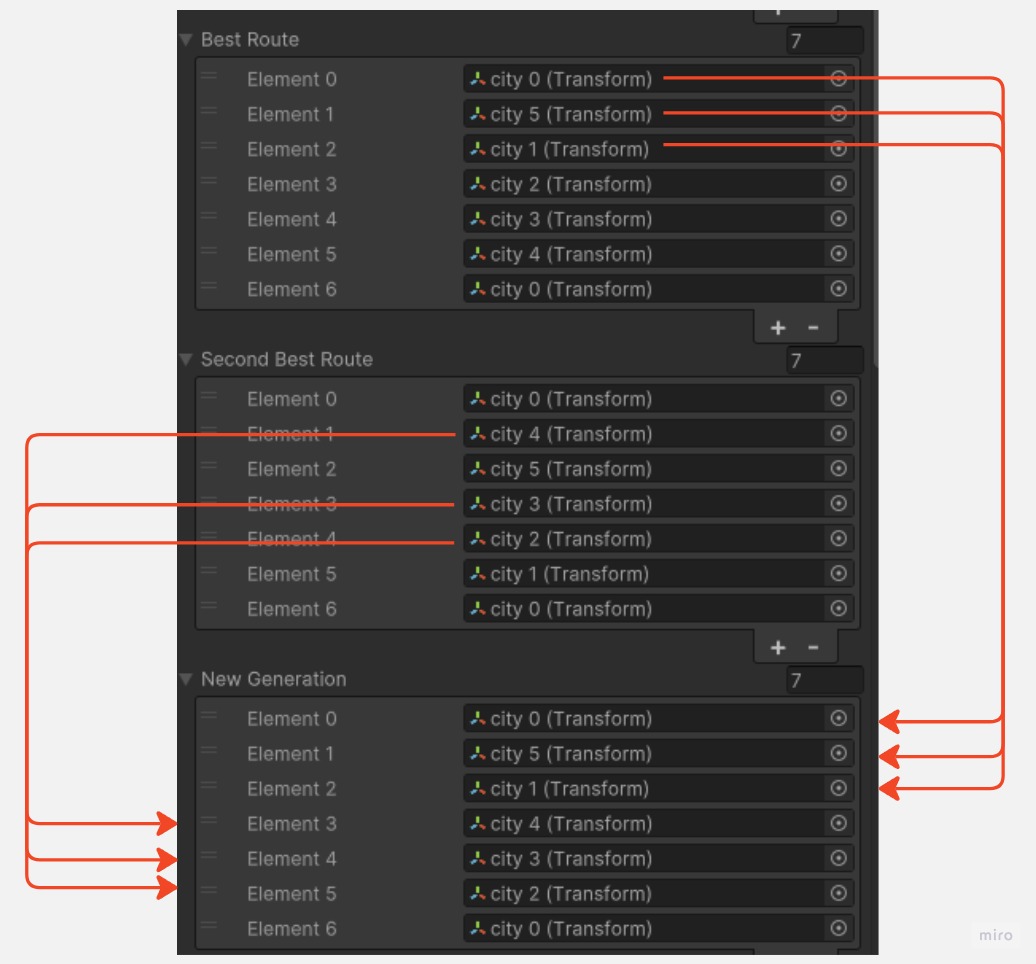 Best Route 7
Element 0 city 0 (Transform)
Element 1 city 5 (Transform)
Element 2 city 1 (Transform)
Element 3 city 2 (Transform)
Element 4 city 3 (Transform)
Element 5 city 4 (Transform)
Element 6 city 0 (Transform)
+ -
Second Best Route 7
Element 0 city 0 (Transform)
Element 1 city 4 (Transform)
Element 2 city 5 (Transform)
Element 3 city 3 (Transform)
Element 4 city 2 (Transform)
Element 5 city 1 (Transform)
Element 6 city 0 (Transform)
+ -
New Generation 7
Element 0 city 0 (Transform)
Element 1 city 5 (Transform)
Element 2 city 1 (Transform)
Element 3 city 4 (Transform)
Element 4 city 3 (Transform)
Element 5 city 2 (Transform)
Element 6 city 0 (Transform)
miro